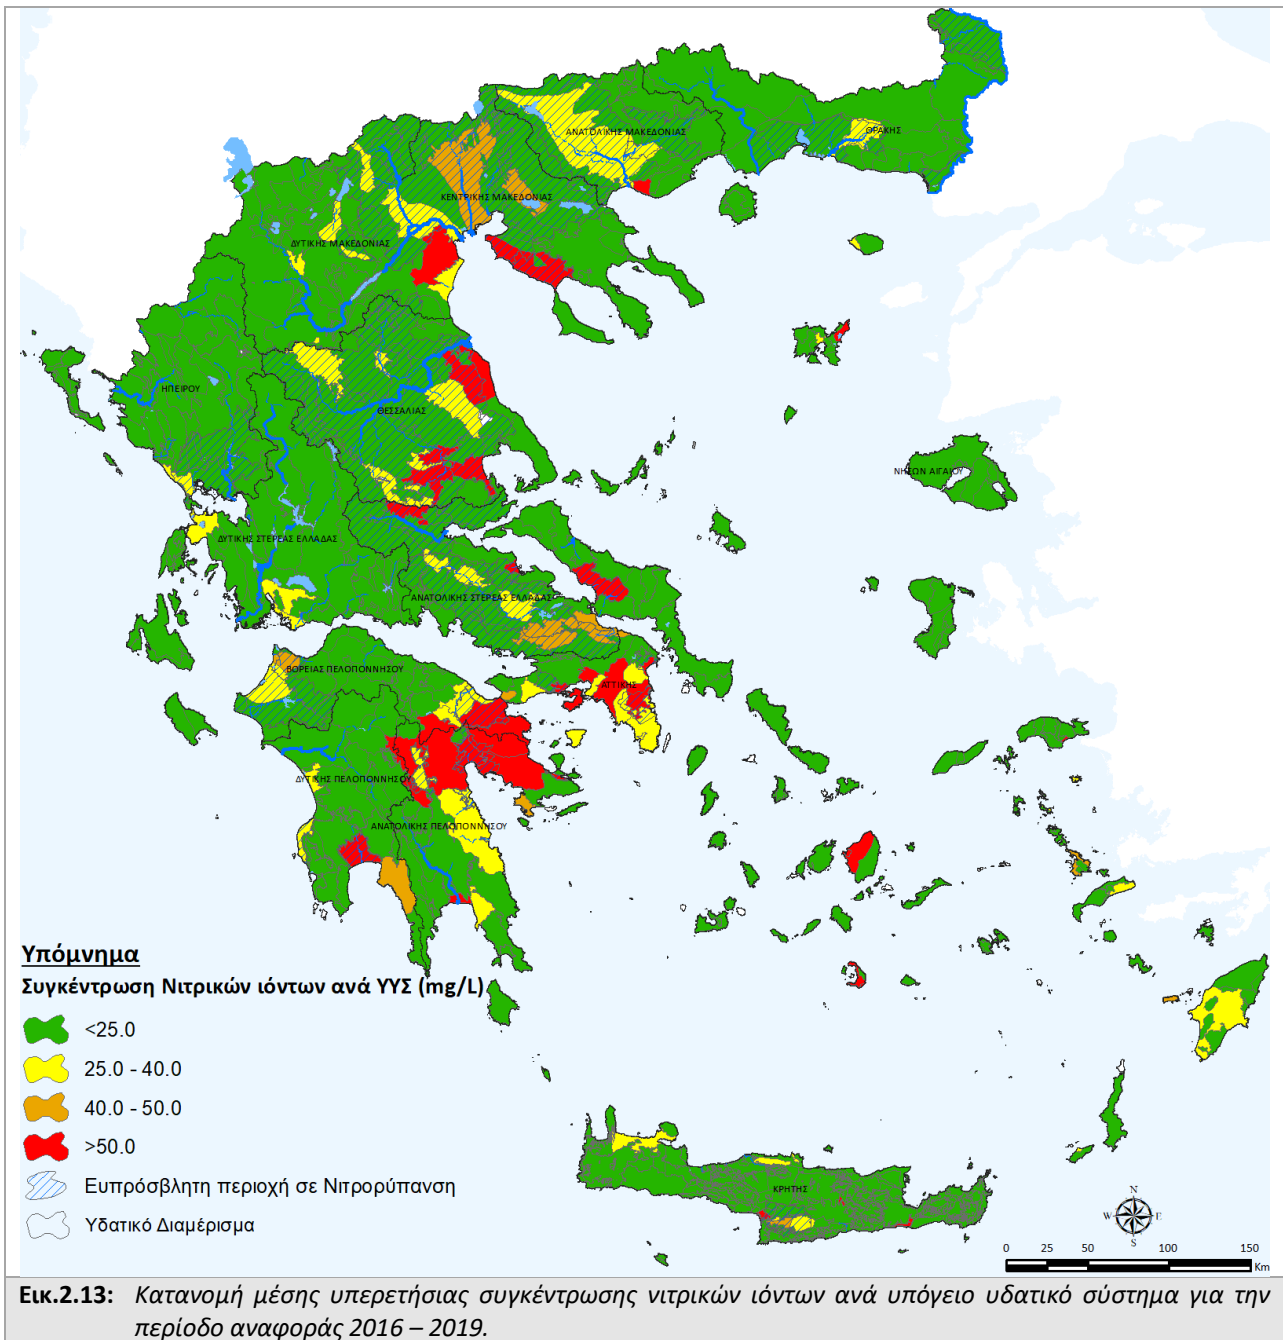 ΑΝΑΤΟΛΙΚΗΣ ΜΑΚΕΔΟΝΙΑΣ
ΘΡΑΚΗΣ
ΚΕΝΤΡΙΚΗΣ ΜΑΚΕΔΟΝΙΑΣ
ΔΥΤΙΚΗΣ ΜΑΚΕΔΟΝΙΑΣ
ΗΠΕΙΡΟΥ
ΘΕΣΣΑΛΙΑΣ
ΝΗΣΩΝ ΑΙΓΑΙΟΥ
ΔΥΤΙΚΗΣ ΣΤΕΡΕΑΣ ΕΛΛΑΔΑΣ
ΑΝΑΤΟΛΙΚΗΣ ΣΤΕΡΕΑΣ ΕΛΛΑΔΑΣ
ΒΟΡΕΙΑΣ ΠΕΛΟΠΟΝΝΗΣΟΥ
ΑΤΤΙΚΗΣ
ΔΥΤΙΚΗΣ ΠΕΛΟΠΟΝΝΗΣΟΥ
ΑΝΑΤΟΛΙΚΗΣ ΠΕΛΟΠΟΝΝΗΣΟΥ
ΚΡΗΤΗΣ
Υπόμνημα
Συγκέντρωση Νιτρικών ιόντων ανά ΥΥΣ (mg/L)
<25.0
25.0 - 40.0
40.0 - 50.0
>50.0
Ευπρόσβλητη περιοχή σε Νιτρορύπανση
Υδατικό Διαμέρισμα
N
W E
S
0 25 50 100 150
Km
Εικ.2.13: Κατανομή μέσης υπερετήσιας συγκέντρωσης νιτρικών ιόντων ανά υπόγειο υδατικό σύστημα για την
περίοδο αναφοράς 2016 – 2019.